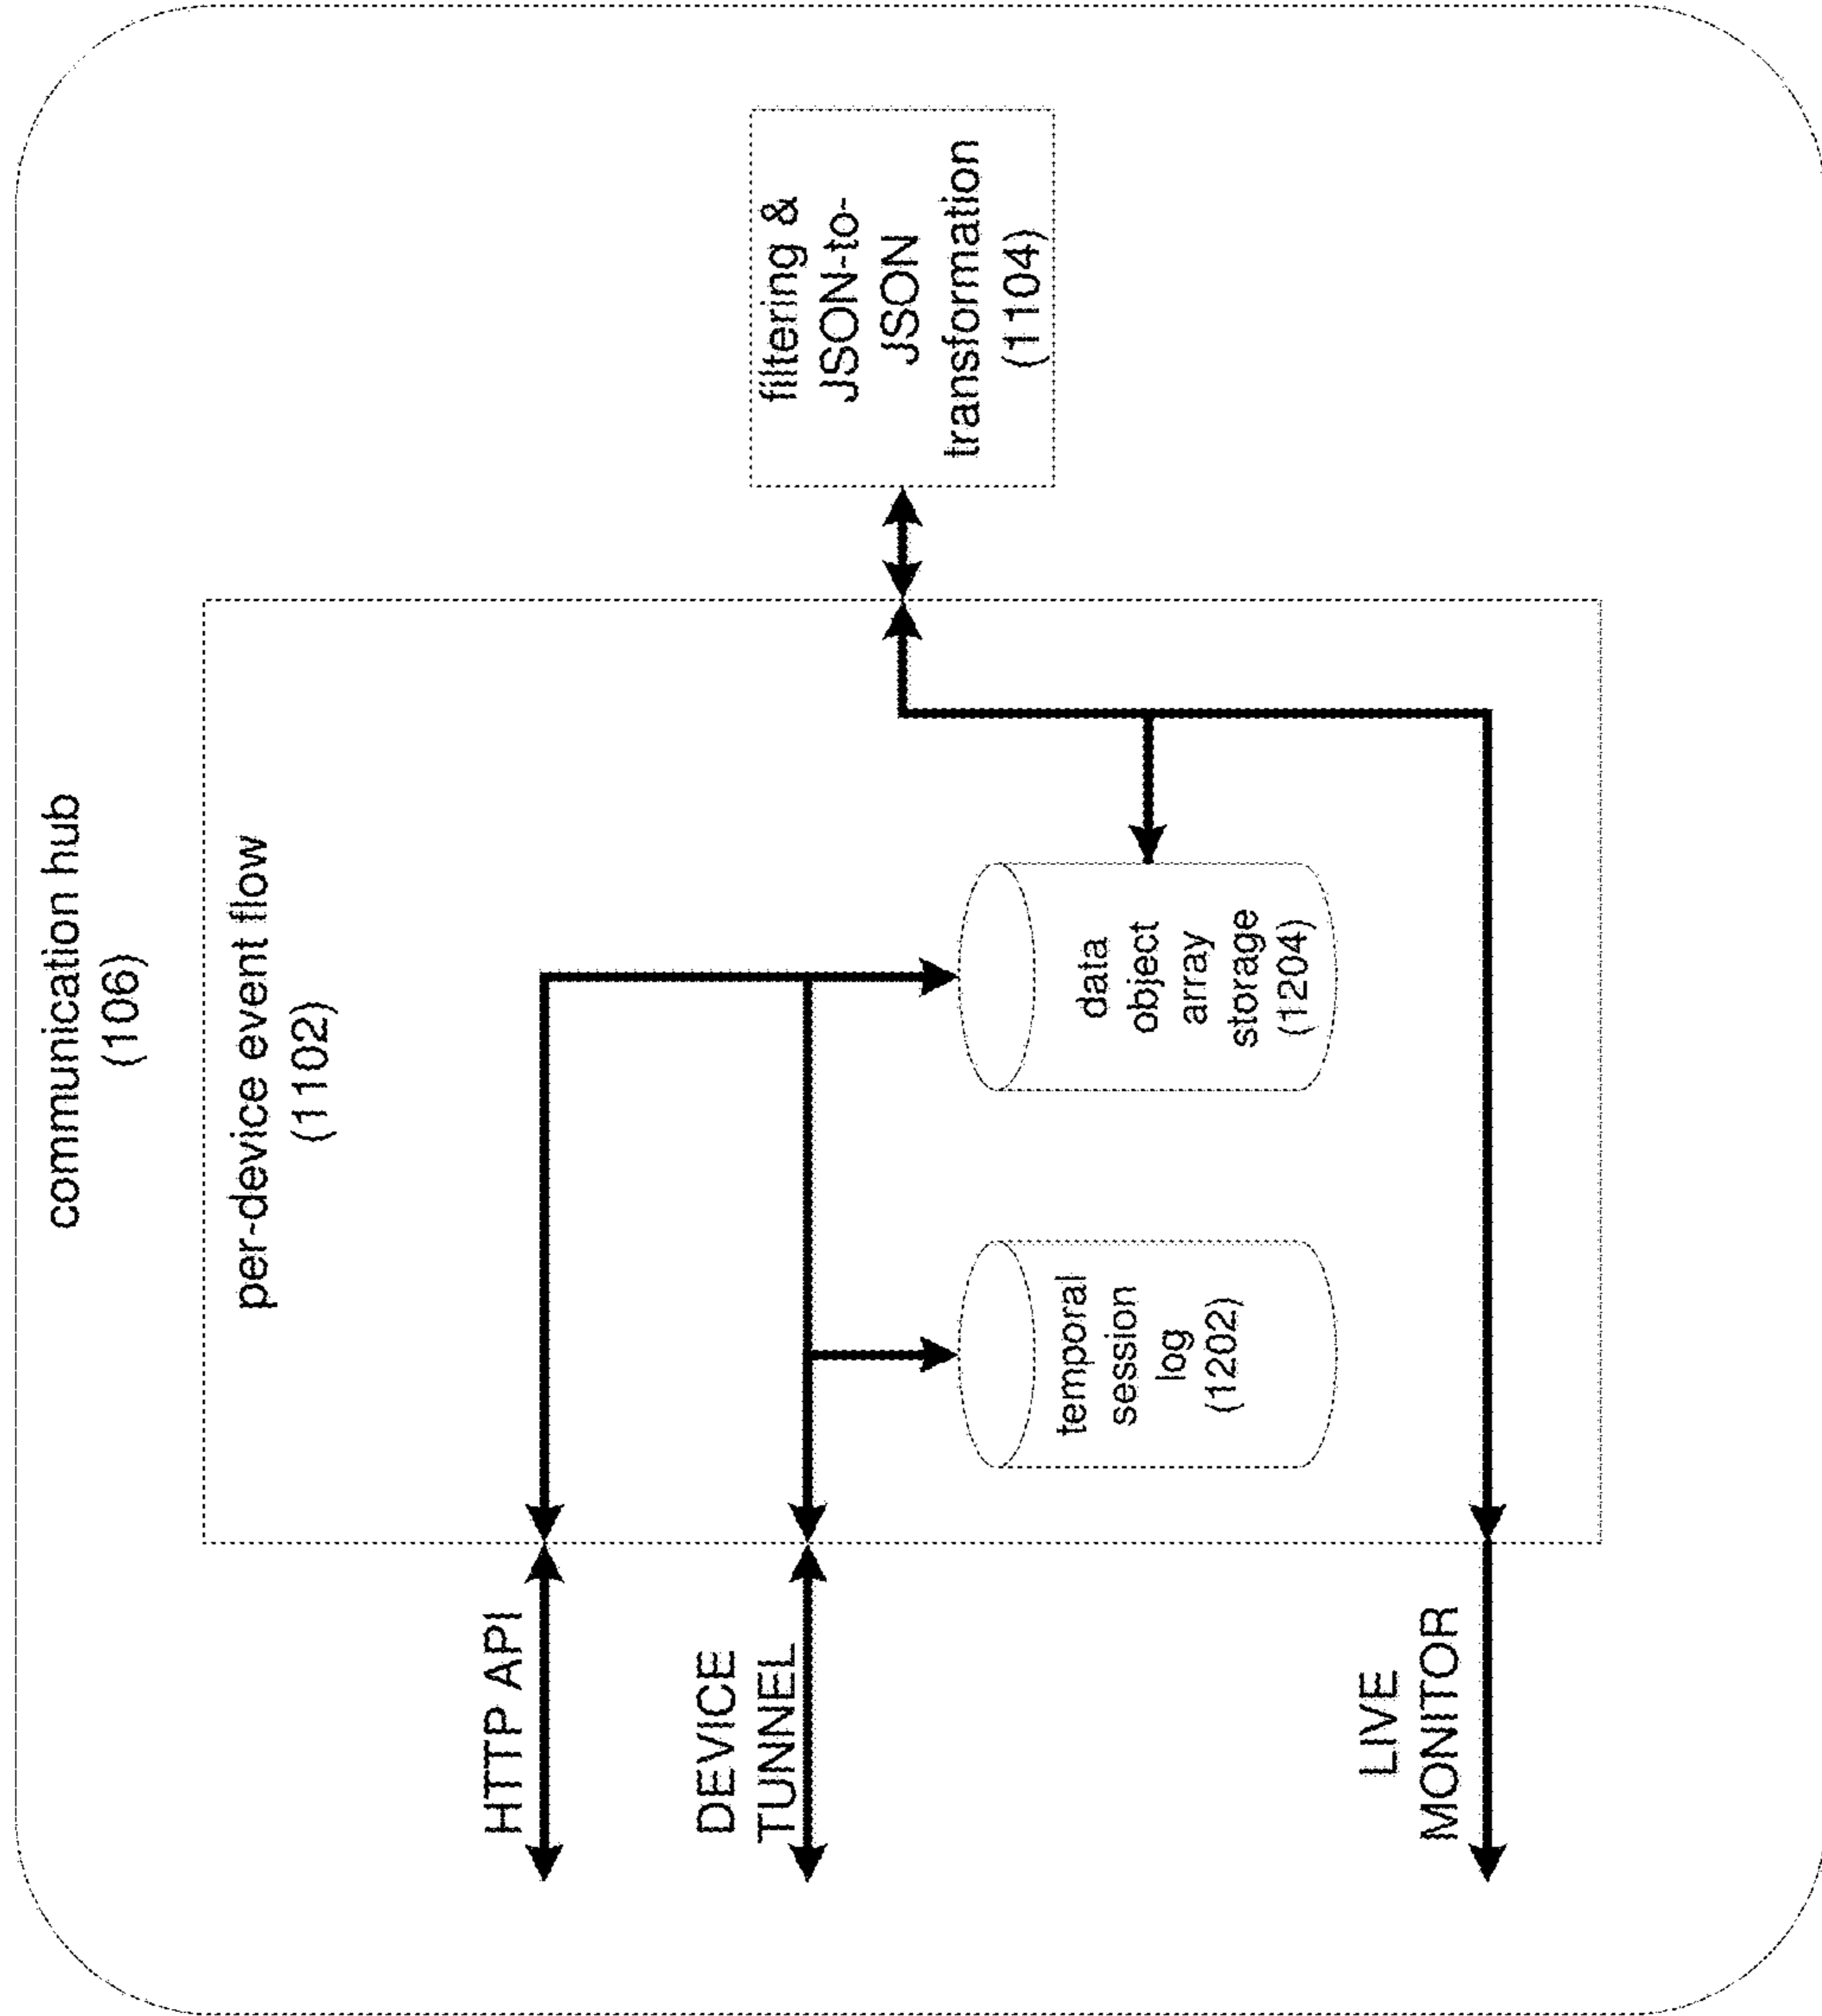 communication hub
(106)
per-device event flow
(1102)
HTTP API
DEVICE
TUNNEL
temporal
session
log
(1202)
data
object
array
storage
(1204)
filtering &
JSON-to-
JSON
transformation
(1104)
LIVE
MONITOR